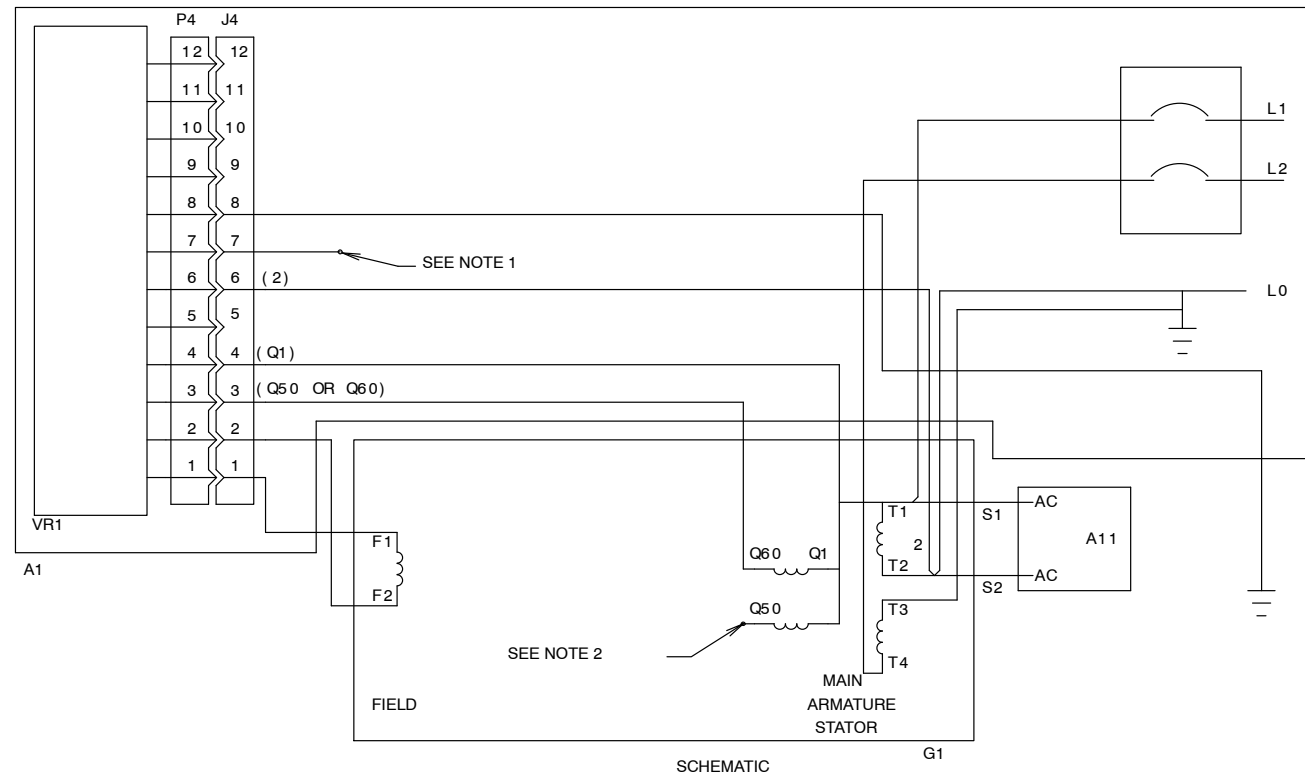 P4 J4
12 12
11 11
10 10
9 9
8 8
7 7
SEE NOTE 1
6 6 (2)
5 5
4 4 (Q1)
3 3 (Q50 OR Q60)
2 2
1 1
VR1
A1
L1
L2
L0
F1
F2
FIELD
Q60 Q1
Q50
SEE NOTE 2
T1
2
T2
T3
T4
MAIN
ARMATURE
STATOR
S1
S2
AC
A11
AC
G1
SCHEMATIC